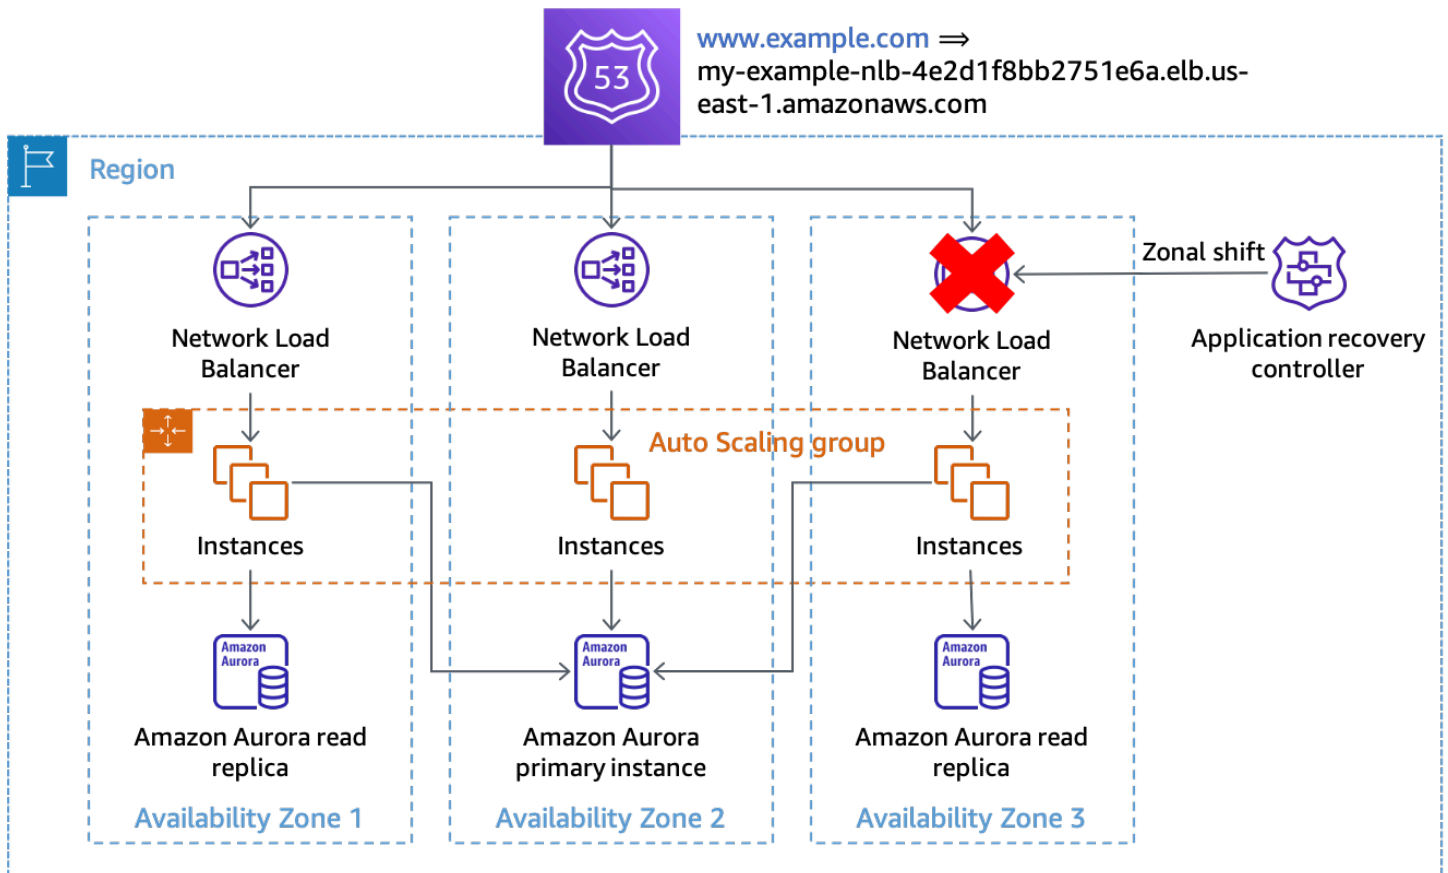 53
www.example.com ⟹
my-example-nlb-4e2d1f8bb2751e6a.elb.us-
east-1.amazonaws.com
Region
Zonal shift
Network Load
Balancer
Network Load
Balancer
Network Load
Balancer
Application recovery
controller
Auto Scaling group
Instances
Instances
Instances
Amazon
Aurora
Amazon
Aurora
Amazon
Aurora
Amazon Aurora read
replica
Amazon Aurora
primary instance
Amazon Aurora read
replica
Availability Zone 1
Availability Zone 2
Availability Zone 3